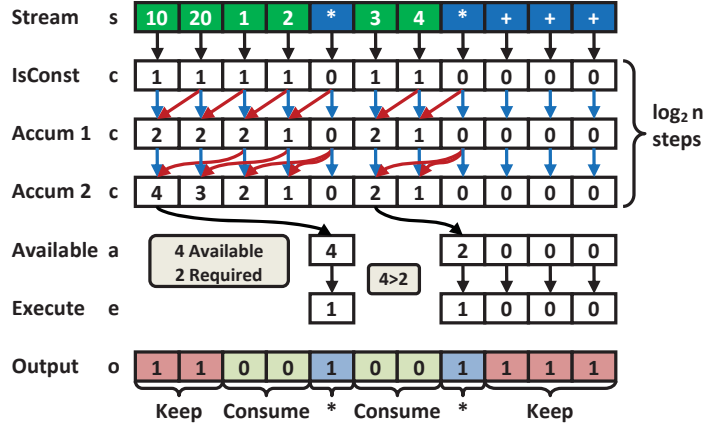 Stream s 10 20 1 2 * 3 4 * + + +
IsConst c 1 1 1 1 0 1 1 0 0 0 0
log₂ n
steps
Accum 1 c 2 2 2 1 0 2 1 0 0 0 0
Accum 2 c 4 3 2 1 0 2 1 0 0 0 0
Available a 4 2 0 0 0
4 Available
2 Required
4>2
Execute e 1 1 0 0 0
Output o 1 1 0 0 1 0 0 1 1 1 1
Keep Consume * Consume * Keep